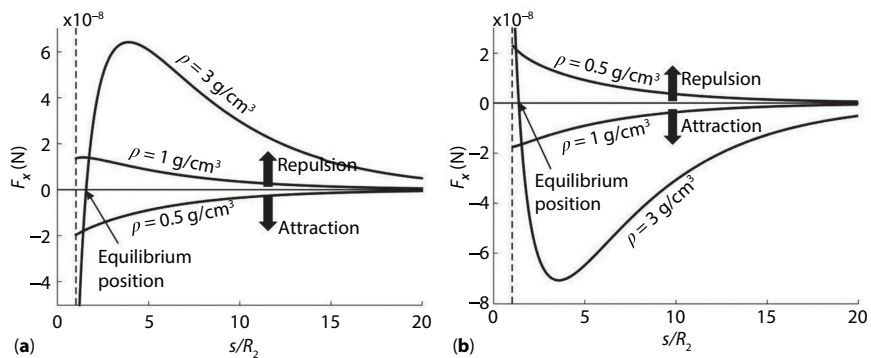 ×10⁻⁸
6
4
2
0
−2
−4
F_x (N)
ρ = 3 g/cm³
ρ = 1 g/cm³
Repulsion
ρ = 0.5 g/cm³
Attraction
Equilibrium
position
0
5
10
15
20
s/R₂
(a)
×10⁻⁸
2
0
−2
−4
−6
−8
F_x (N)
ρ = 0.5 g/cm³
Repulsion
ρ = 1 g/cm³
Attraction
Equilibrium
position
ρ = 3 g/cm³
0
5
10
15
20
s/R₂
(b)